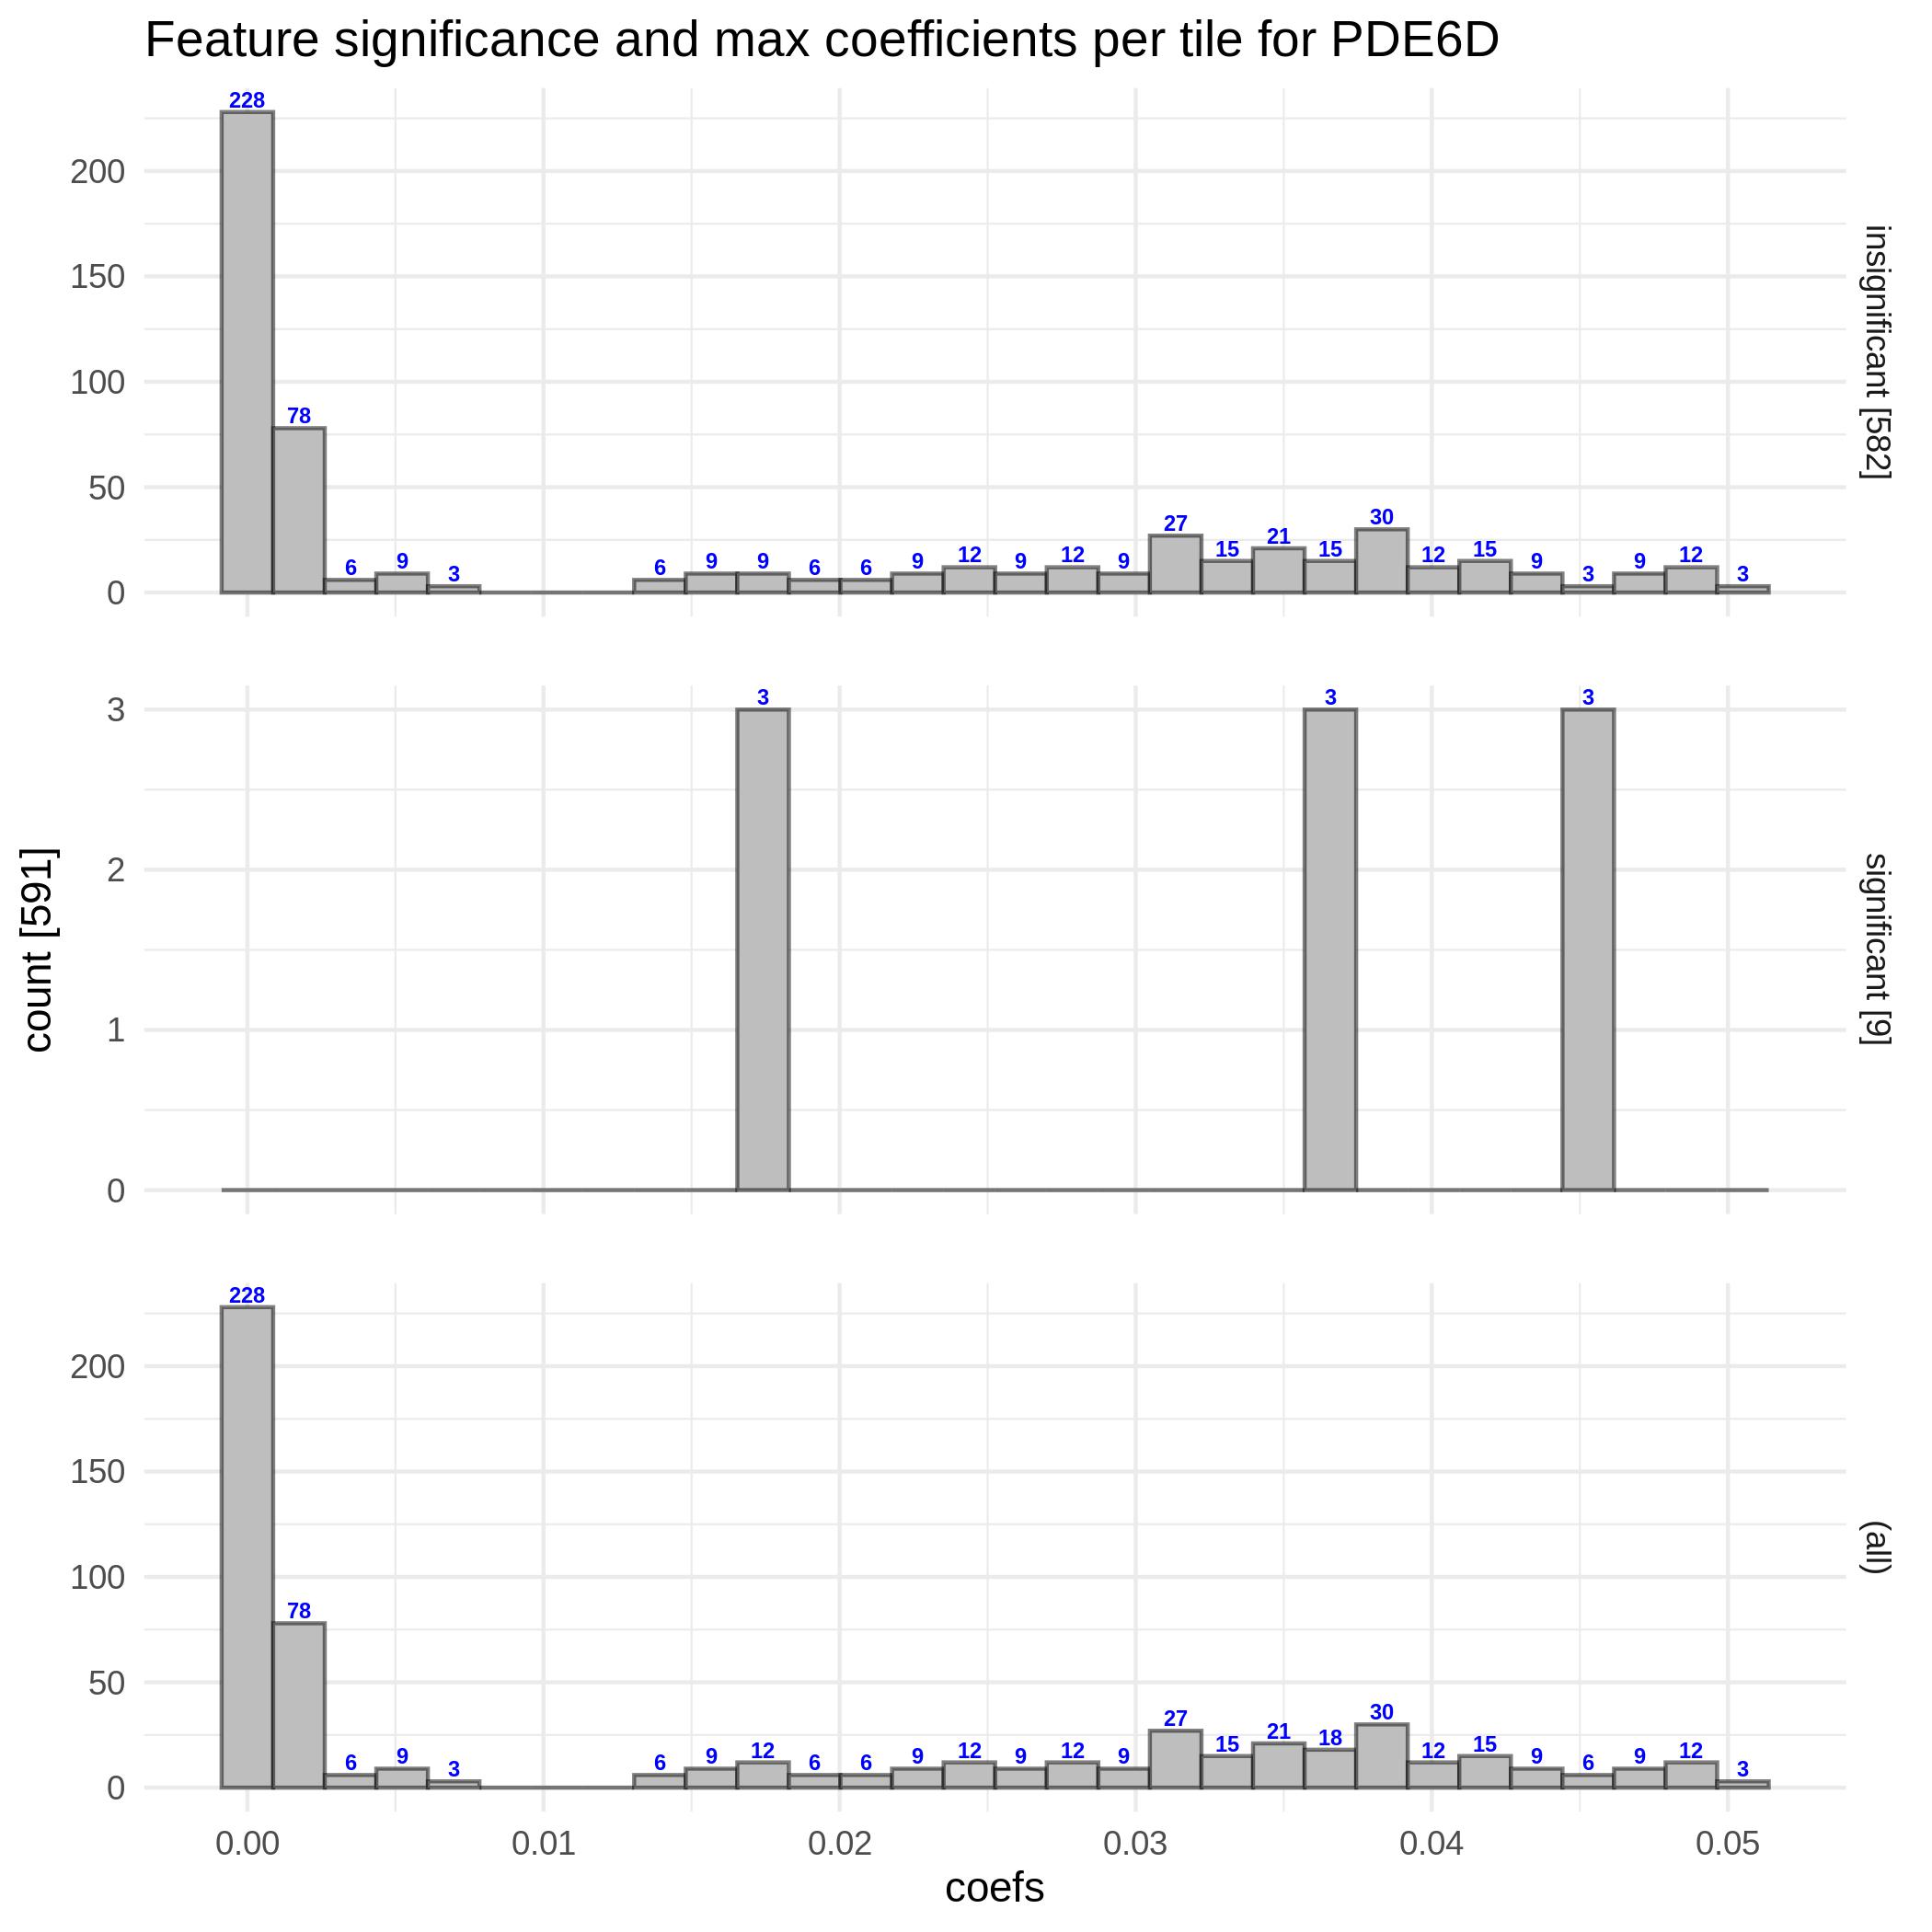 Feature significance and max coefficients per tile for PDE6D
228
200
150
100
78
50
0
6 9 3 6 9 9 6 6 9 12 9 12 9 27 15 21 15 30 12 15 9 3 9 12 3
insignificant [582]
3 3 3
3
2
1
0
significant [9]
count [591]
228
200
150
100
78
50
0
6 9 3 6 9 12 6 6 9 12 9 12 9 27 15 21 18 30 12 15 9 6 9 12 3
(all)
0.00 0.01 0.02 0.03 0.04 0.05
coefs